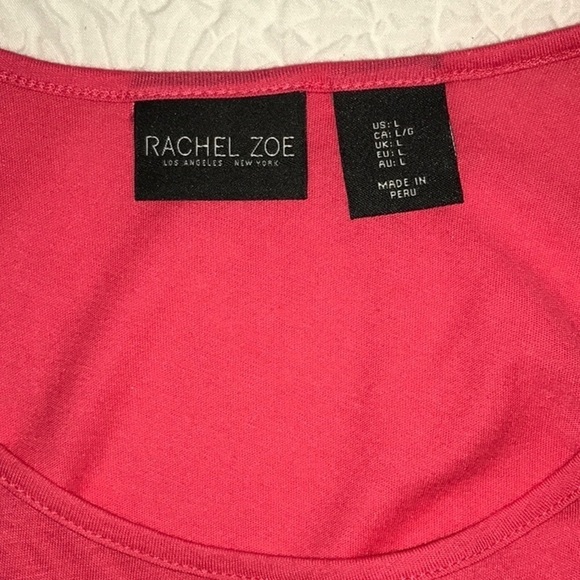 RACHEL ZOE
LOS ANGELES NEW YORK
US: L
CA: L/G
UK: L
EU: L
AU: L
MADE IN
PERU